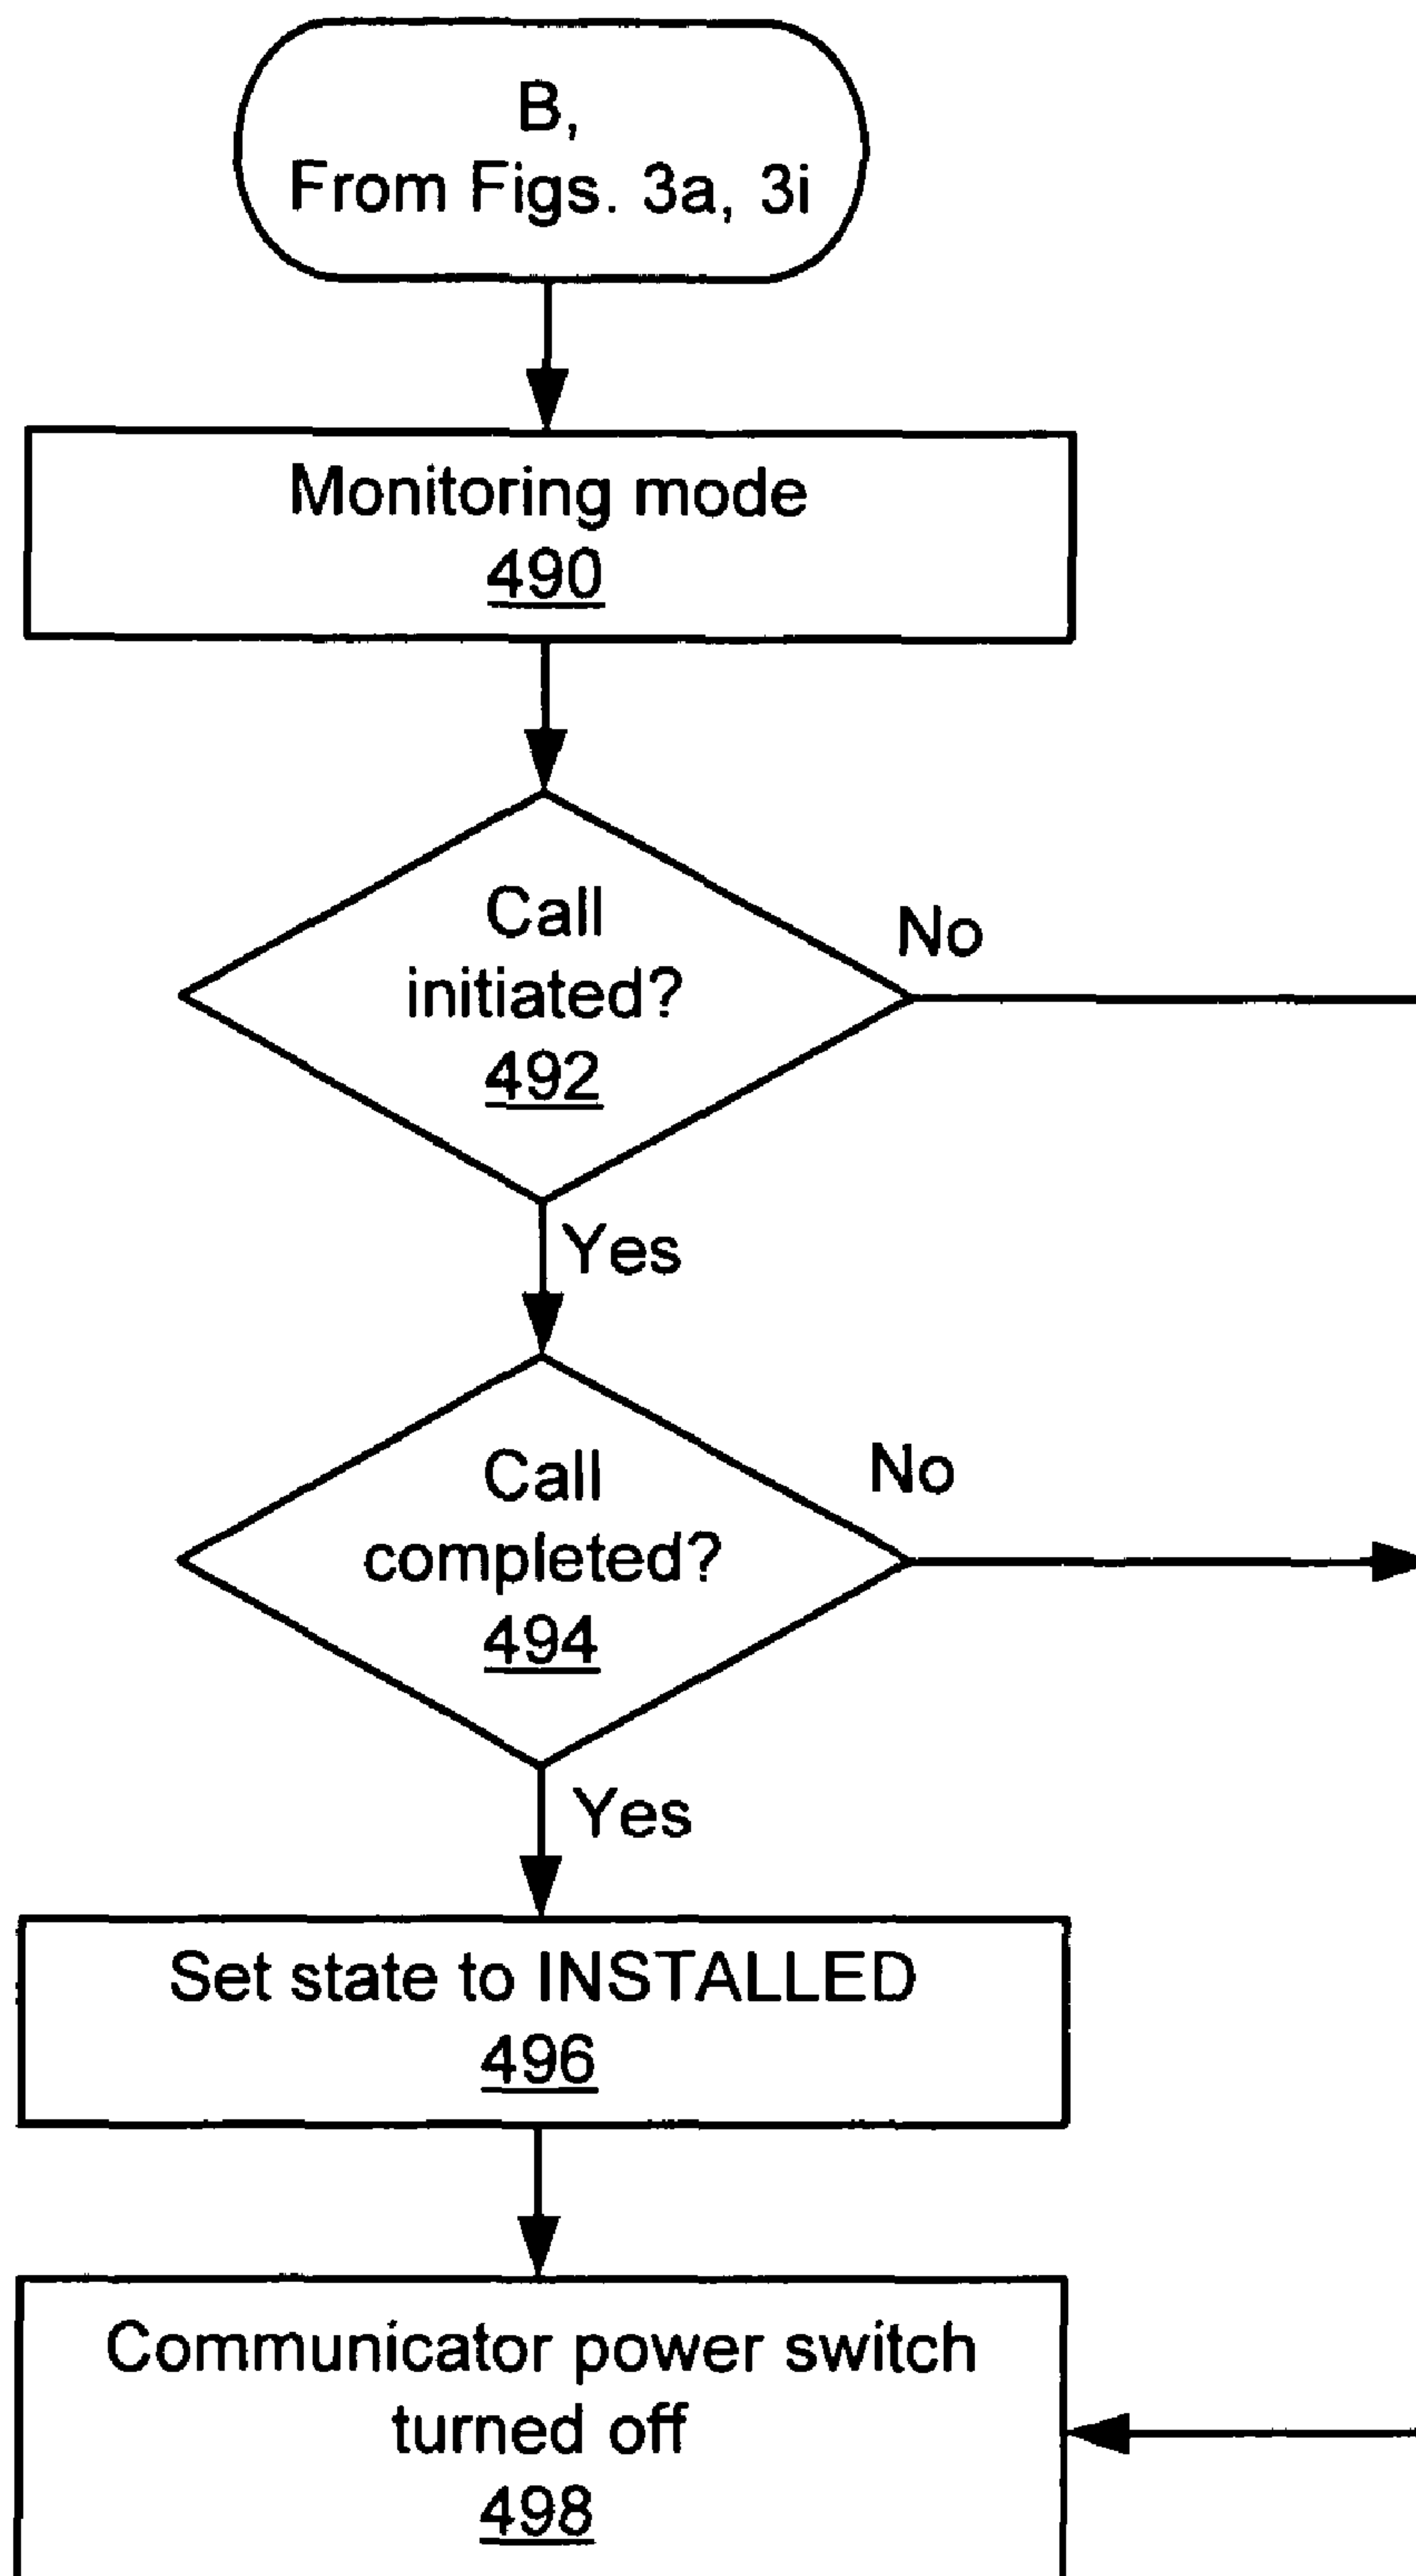 B,
From Figs. 3a, 3i
Monitoring mode
490
Call
initiated?
492
No
Yes
Call
completed?
494
No
Yes
Set state to INSTALLED
496
Communicator power switch
turned off
498